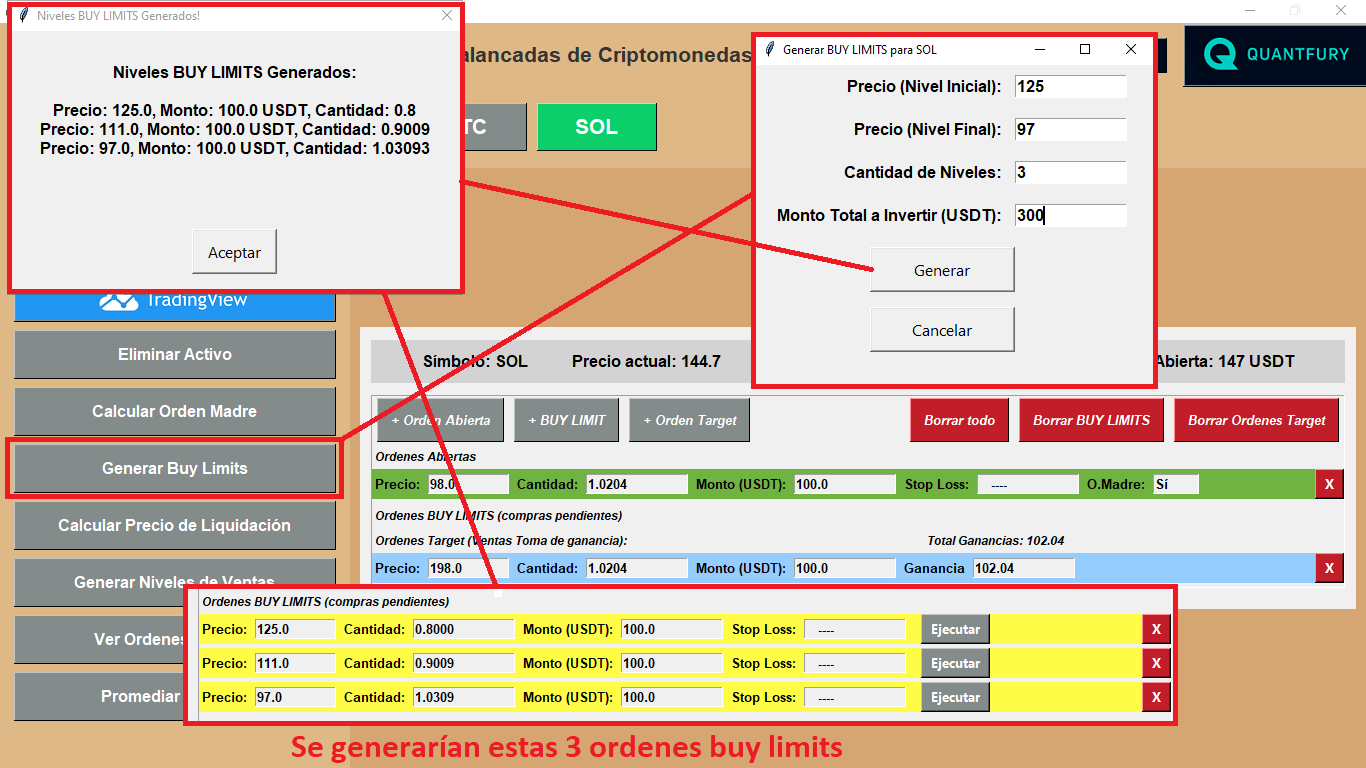 Niveles BUY LIMITS Generados!
Niveles BUY LIMITS Generados:
Precio: 125.0, Monto: 100.0 USDT, Cantidad: 0.8
Precio: 111.0, Monto: 100.0 USDT, Cantidad: 0.9009
Precio: 97.0, Monto: 100.0 USDT, Cantidad: 1.03093
Aceptar
alancadas de Criptomonedas
TC
SOL
Generar BUY LIMITS para SOL
Precio (Nivel Inicial): 125
Precio (Nivel Final): 97
Cantidad de Niveles: 3
Monto Total a Invertir (USDT): 300
Generar
Cancelar
QUANTFURY
TradingView
Eliminar Activo
Calcular Orden Madre
Generar Buy Limits
Calcular Precio de Liquidación
Generar Niveles de Ventas
Ver Ordenes
Promediar
Símbolo: SOL Precio actual: 144.7 Abierta: 147 USDT
+ Orden Abierta + BUY LIMIT + Orden Target Borrar todo Borrar BUY LIMITS Borrar Ordenes Target
Ordenes Abiertas
Precio: 98.0 Cantidad: 1.0204 Monto (USDT): 100.0 Stop Loss: ---- O.Madre: Sí X
Ordenes BUY LIMITS (compras pendientes)
Ordenes Target (Ventas Toma de ganancia): Total Ganancias: 102.04
Precio: 198.0 Cantidad: 1.0204 Monto (USDT): 100.0 Ganancia 102.04 X
Ordenes BUY LIMITS (compras pendientes)
Precio: 125.0 Cantidad: 0.8000 Monto (USDT): 100.0 Stop Loss: ---- Ejecutar X
Precio: 111.0 Cantidad: 0.9009 Monto (USDT): 100.0 Stop Loss: ---- Ejecutar X
Precio: 97.0 Cantidad: 1.0309 Monto (USDT): 100.0 Stop Loss: ---- Ejecutar X
Se generarían estas 3 ordenes buy limits